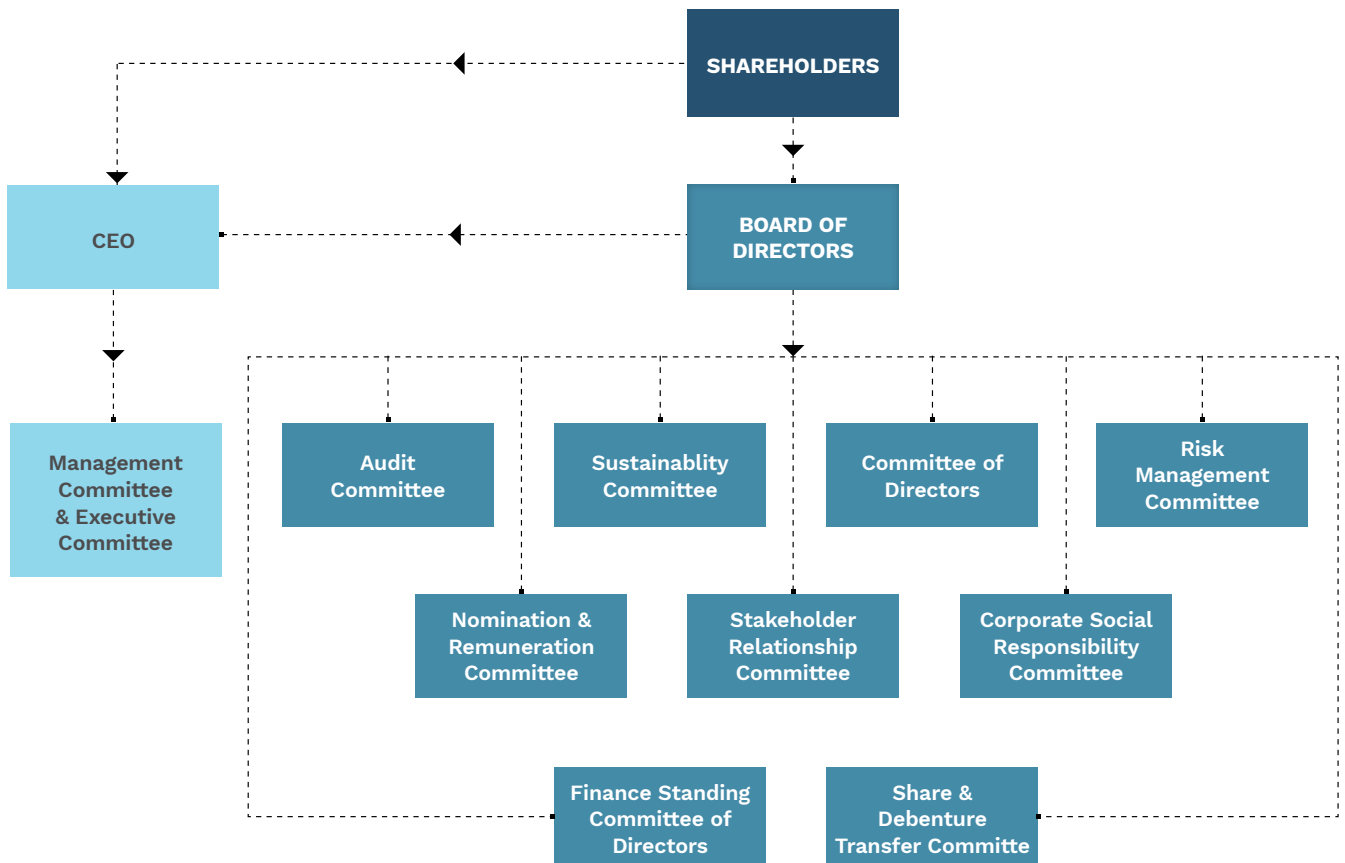 SHAREHOLDERS
CEO
BOARD OF
DIRECTORS
Management
Committee
& Executive
Committee
Audit
Committee
Sustainablity
Committee
Committee of
Directors
Risk
Management
Committee
Nomination &
Remuneration
Committee
Stakeholder
Relationship
Committee
Corporate Social
Responsibility
Committee
Finance Standing
Committee of
Directors
Share &
Debenture
Transfer Committe